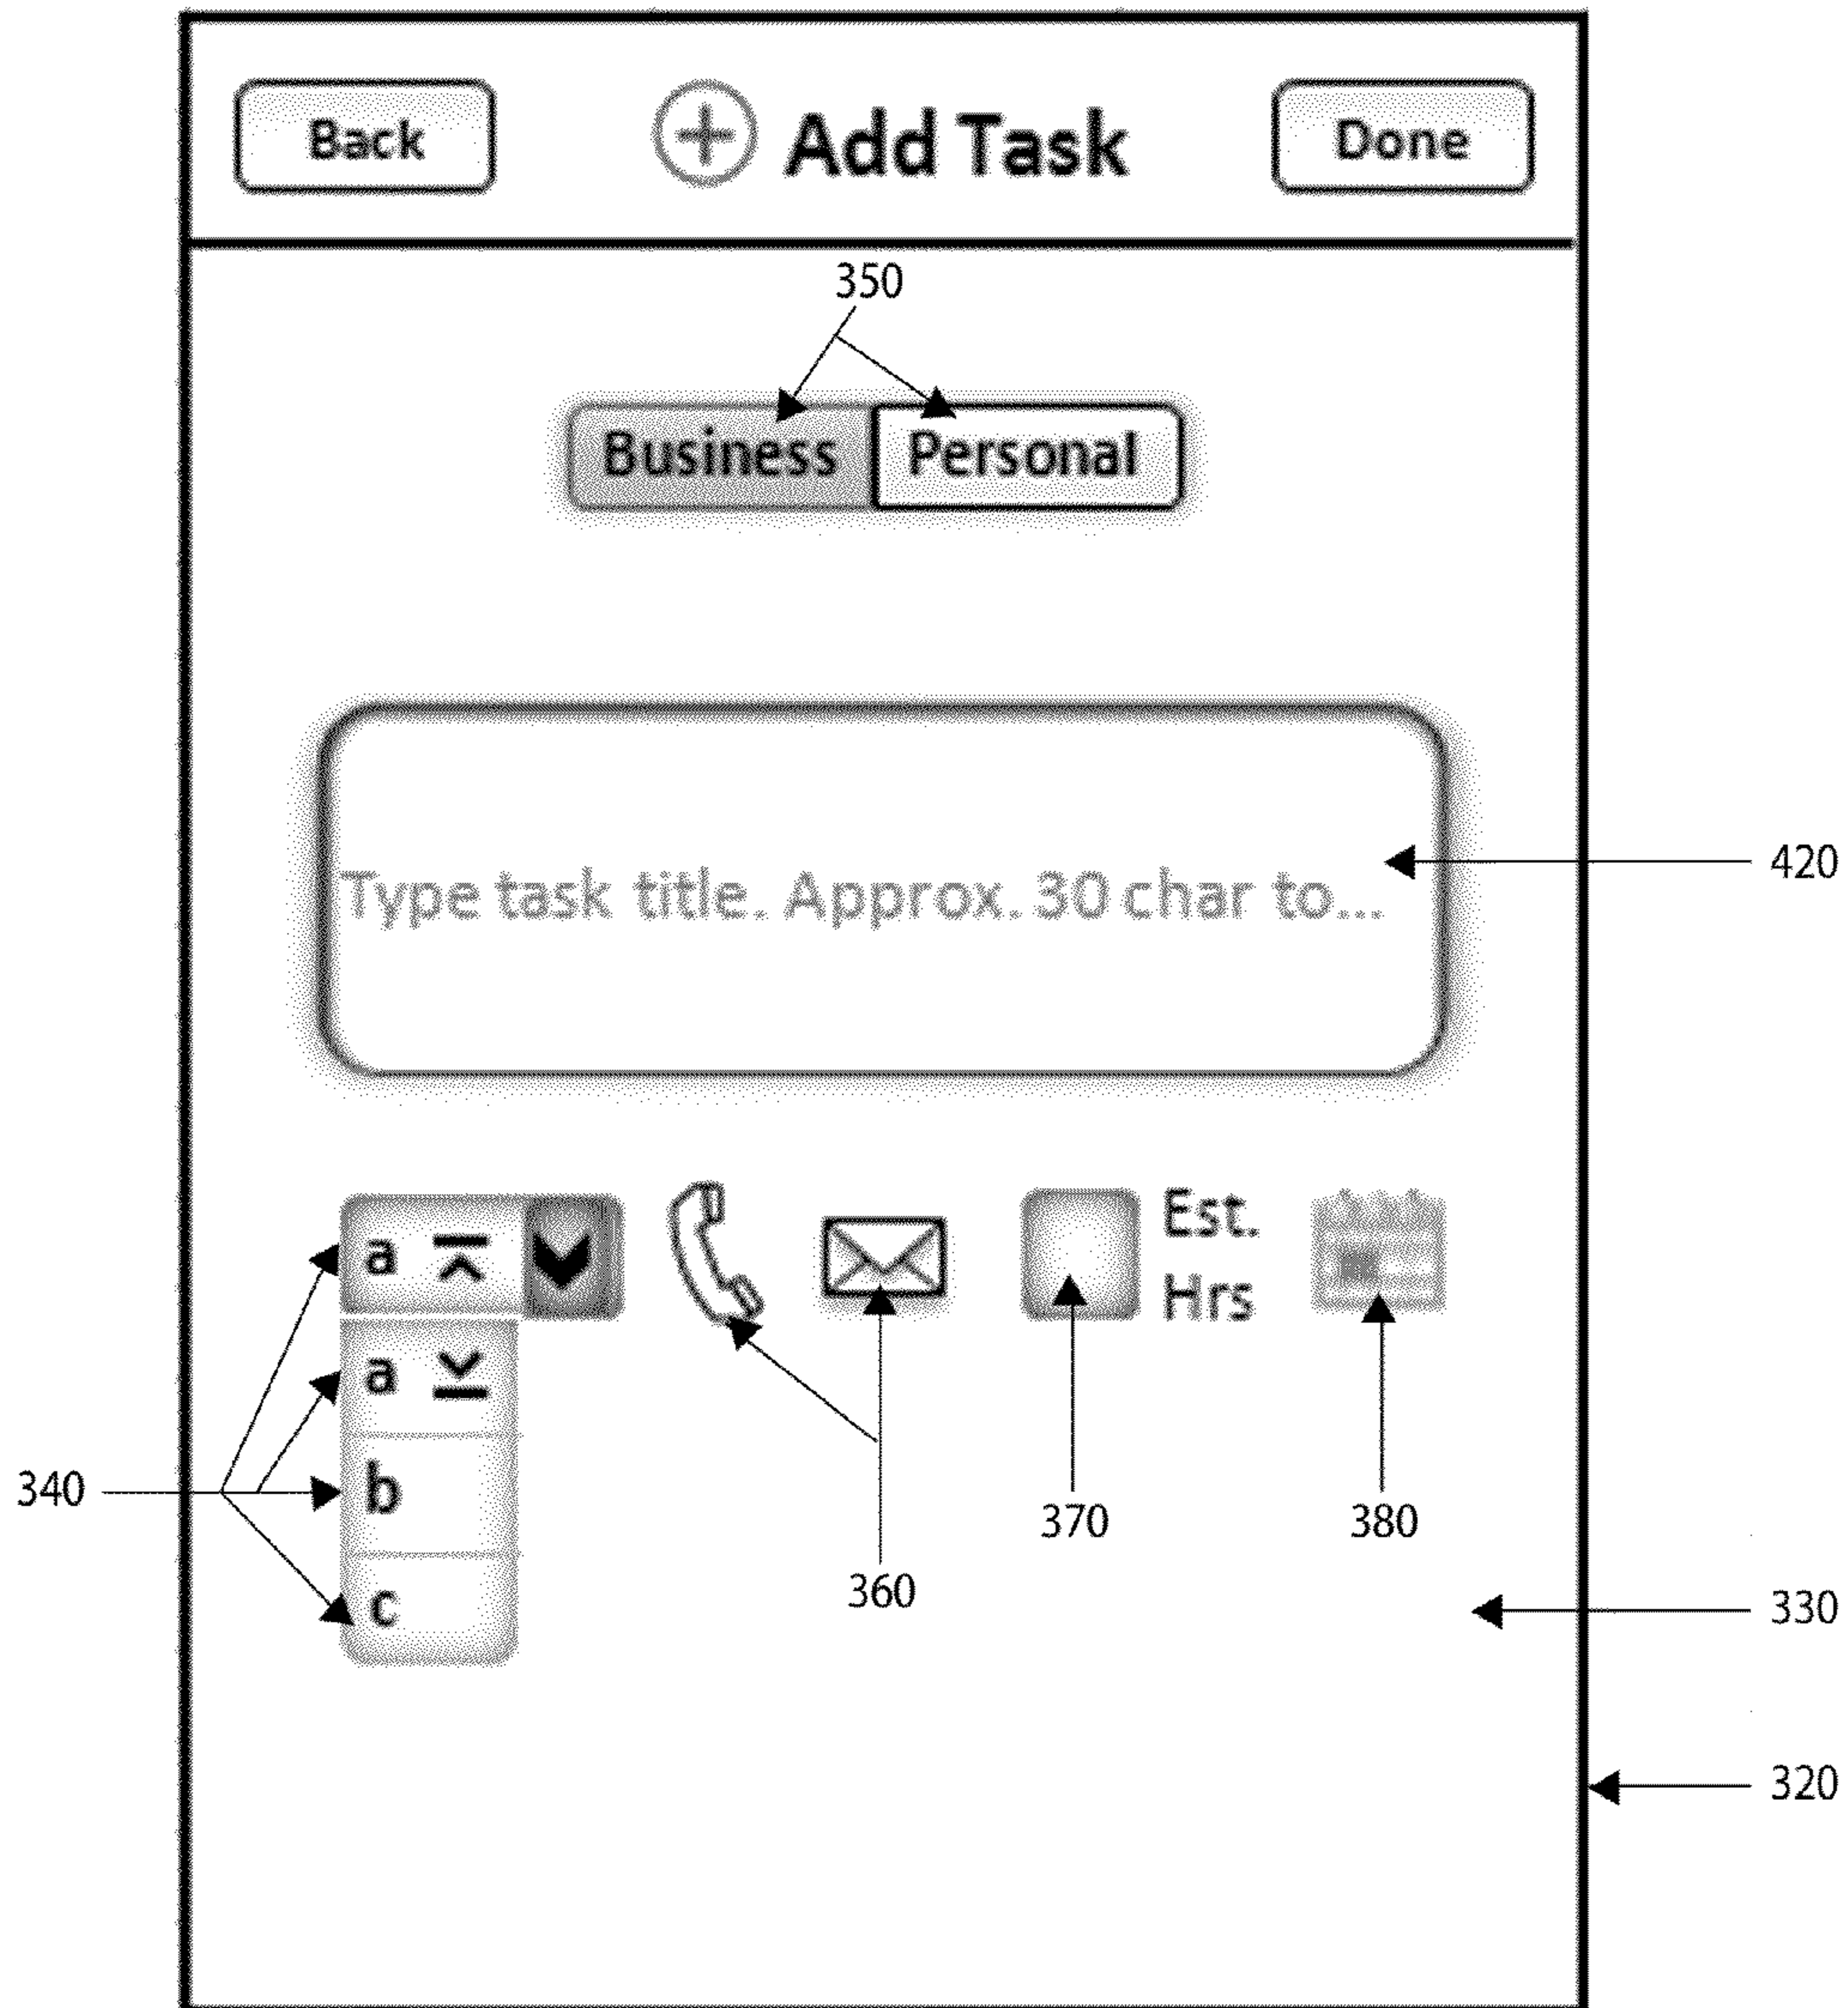 Back
Add Task
Done
350
Business
Personal
420
Type task title. Approx. 30 char to...
a
Est.
Hrs
a
340
b
370
380
360
c
330
320